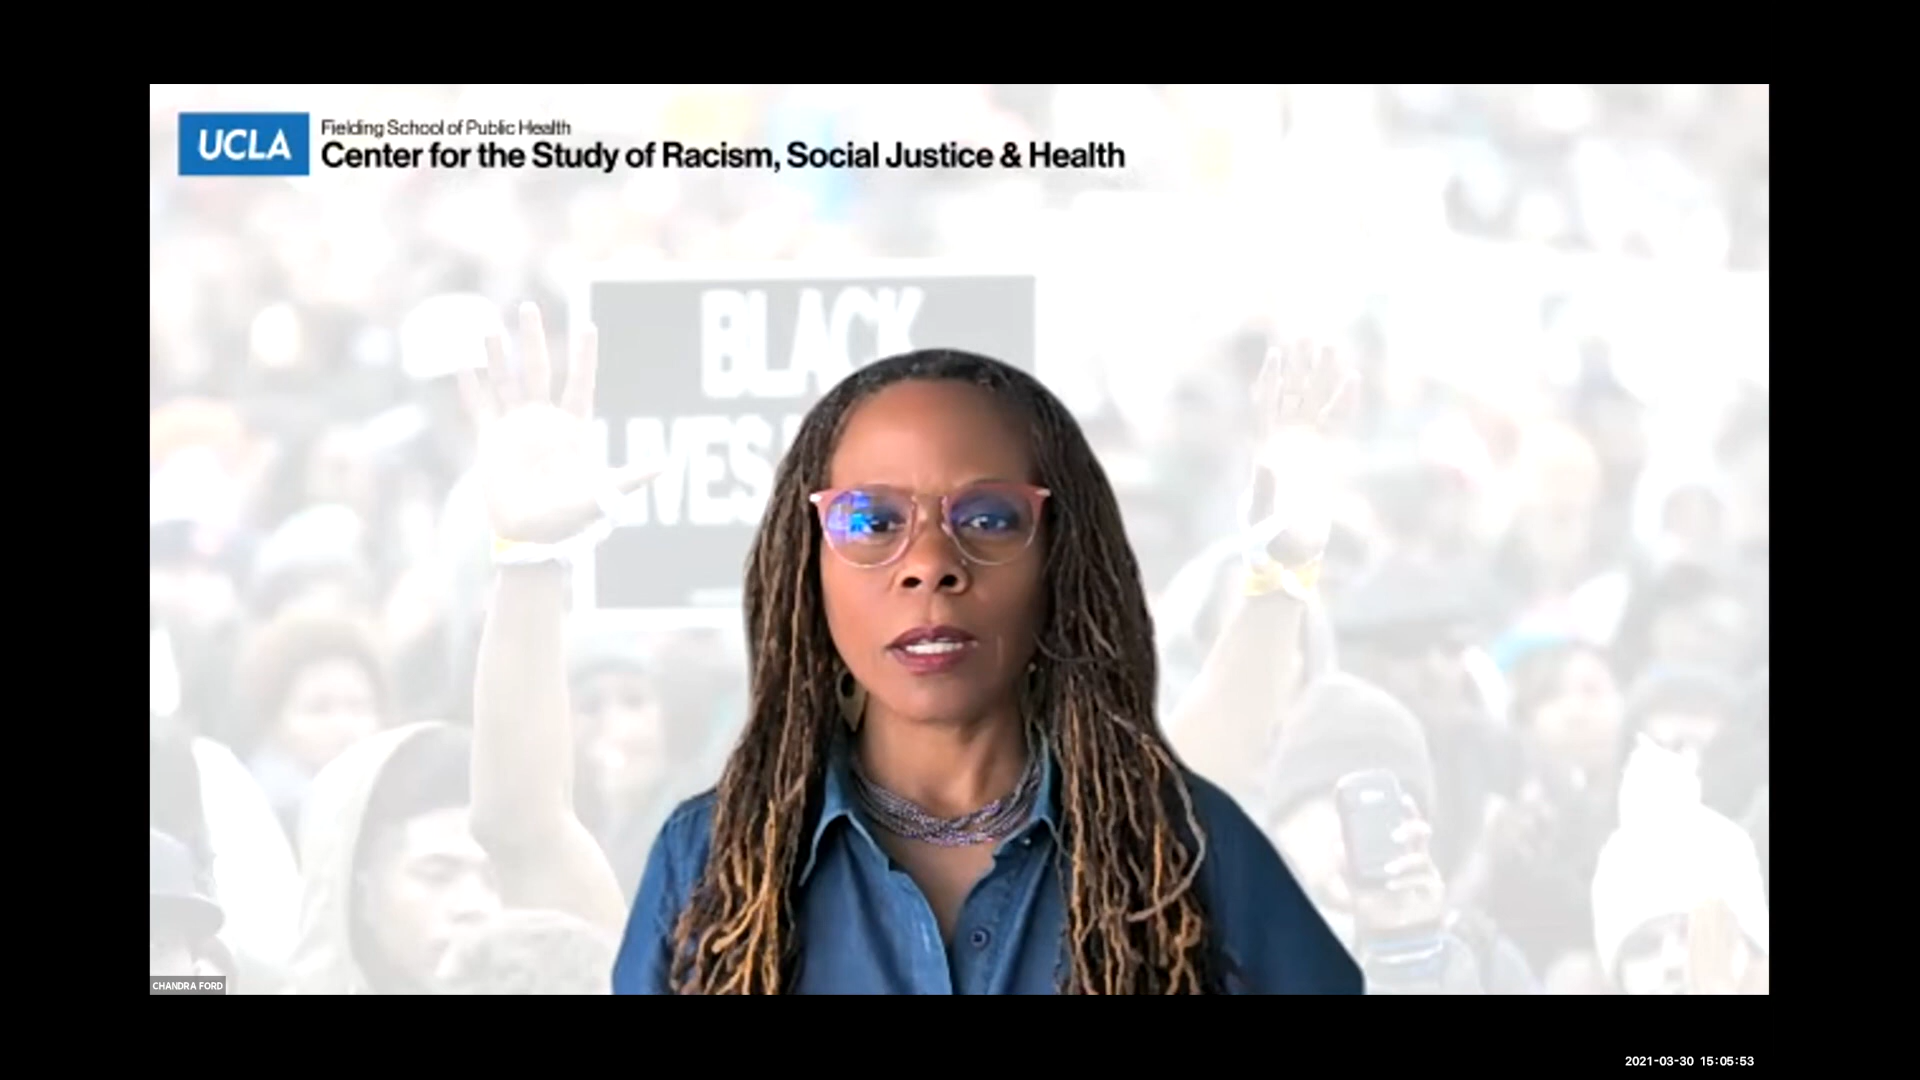 UCLA
Fielding School of Public Health
Center for the Study of Racism, Social Justice & Health
BLACK
LIVES
CHANDRA FORD
2021-03-30 15:05:53